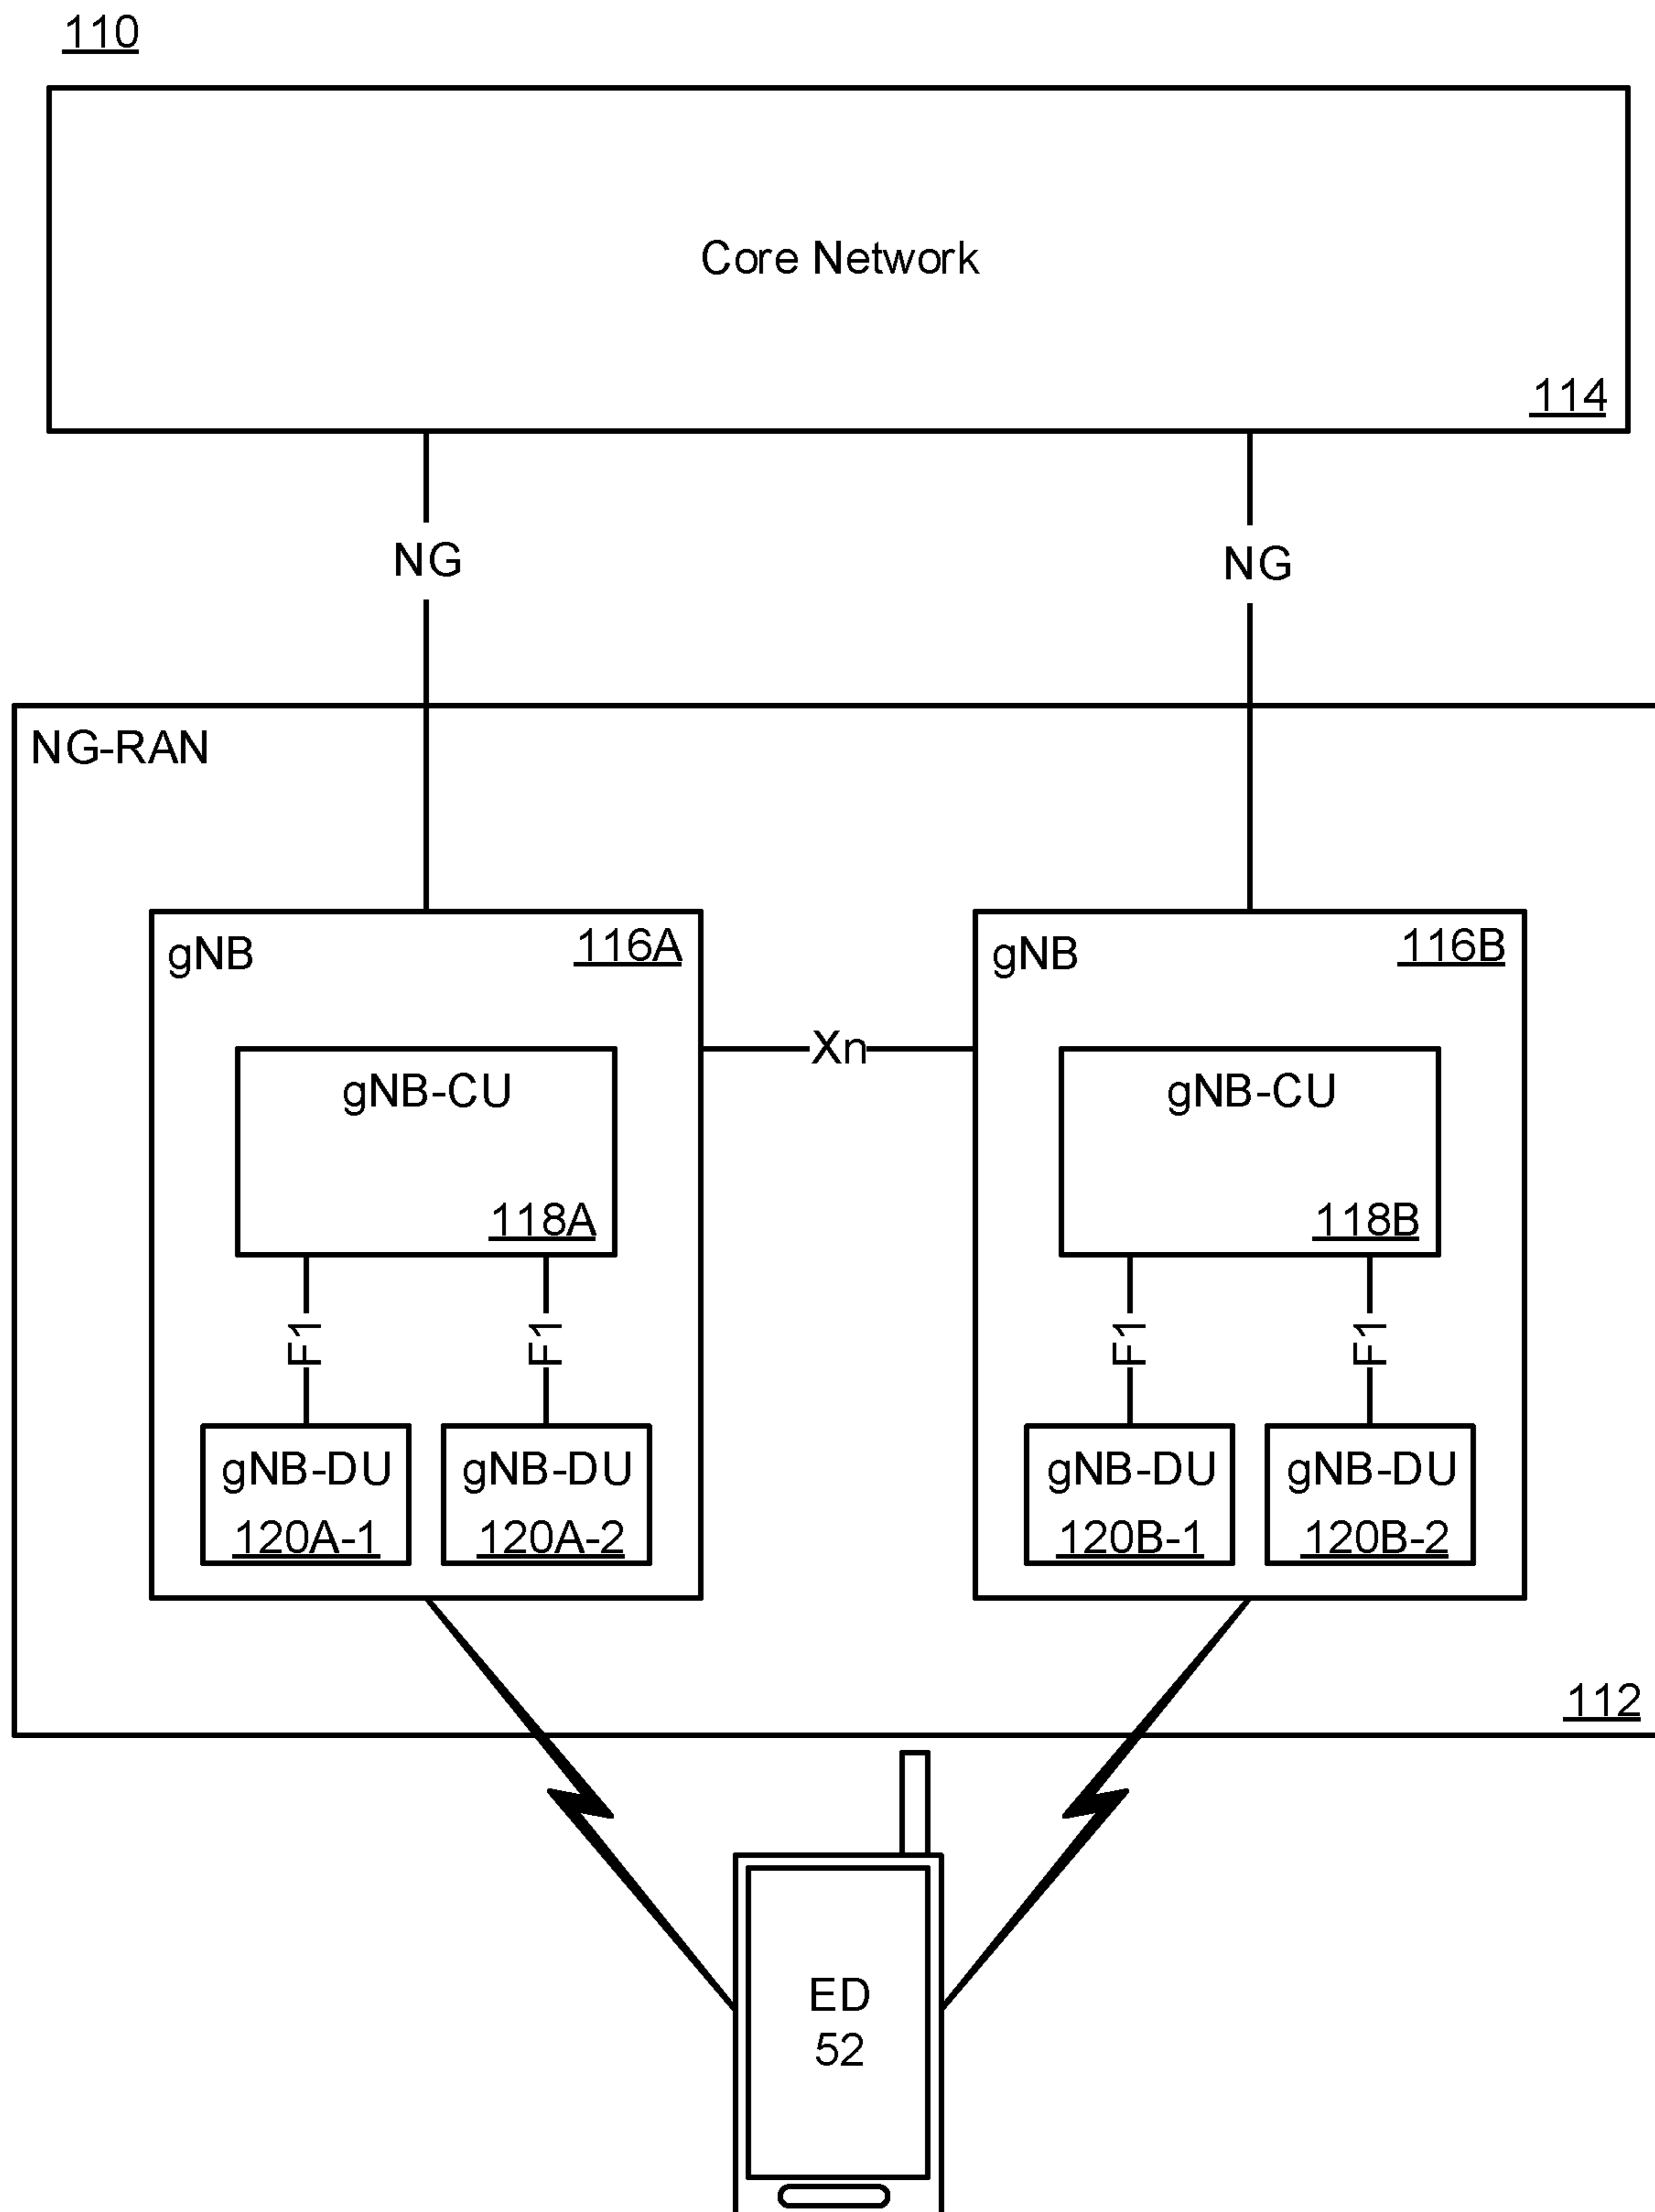 110
Core Network
114
NG
NG
NG-RAN
gNB
116A
gNB
116B
Xn
gNB-CU
118A
gNB-CU
118B
F1
F1
F1
F1
gNB-DU
120A-1
gNB-DU
120A-2
gNB-DU
120B-1
gNB-DU
120B-2
112
ED
52